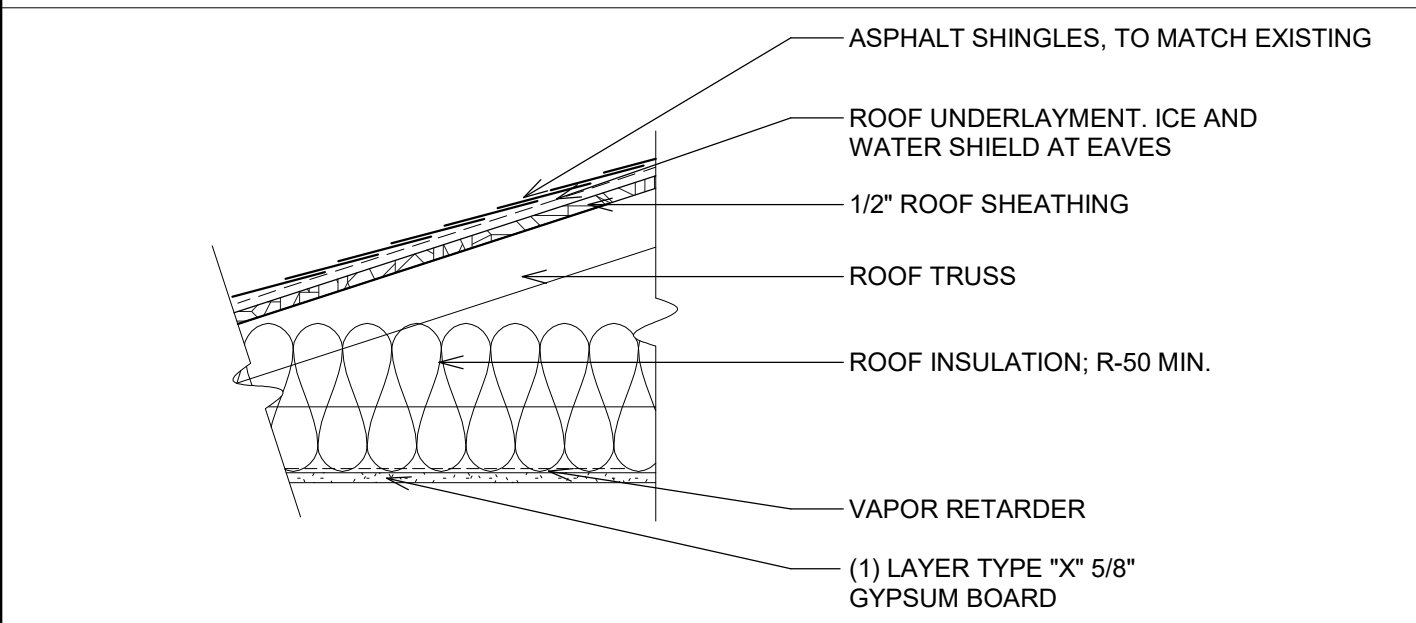 ASPHALT SHINGLES, TO MATCH EXISTING
ROOF UNDERLAYMENT. ICE AND
WATER SHIELD AT EAVES
1/2" ROOF SHEATHING
ROOF TRUSS
ROOF INSULATION; R-50 MIN.
VAPOR RETARDER
(1) LAYER TYPE "X" 5/8"
GYPSUM BOARD